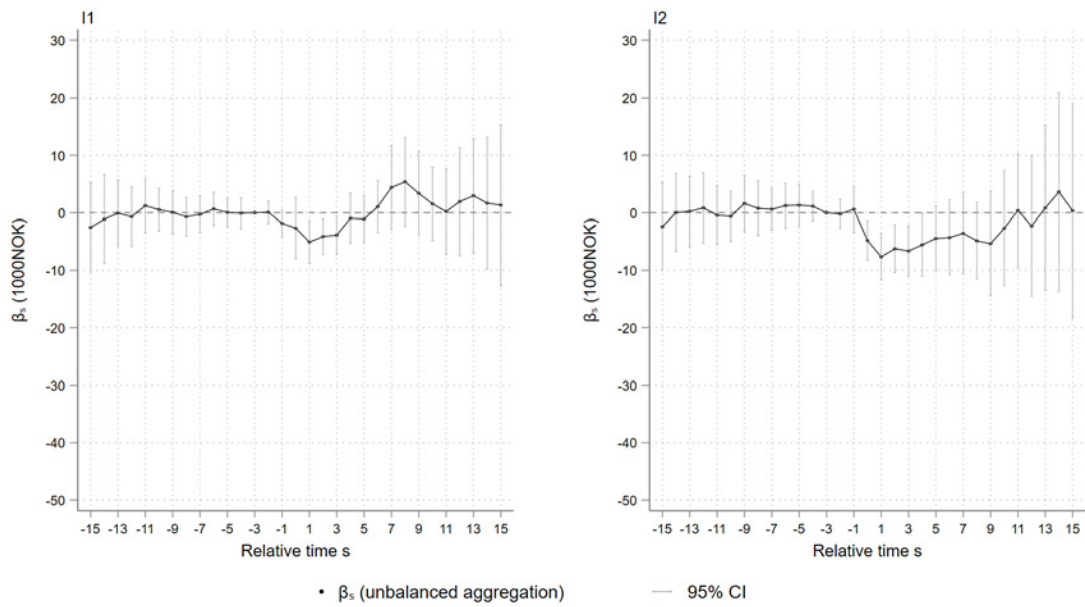 I1
I2
30
20
10
0
-10
-20
-30
-40
-50
βs (1000NOK)
-15 -13 -11 -9 -7 -5 -3 -1 1 3 5 7 9 11 13 15
Relative time s
30
20
10
0
-10
-20
-30
-40
-50
βs (1000NOK)
-15 -13 -11 -9 -7 -5 -3 -1 1 3 5 7 9 11 13 15
Relative time s
βs (unbalanced aggregation) 95% CI